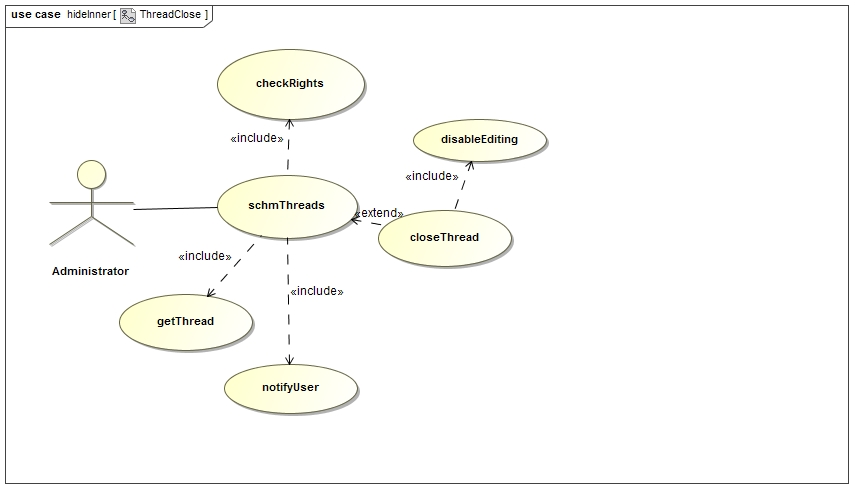 use case hideInner [ ThreadClose ]
checkRights
«include»
disableEditing
«include»
schmThreads
«extend»
closeThread
Administrator
«include»
«include»
getThread
notifyUser